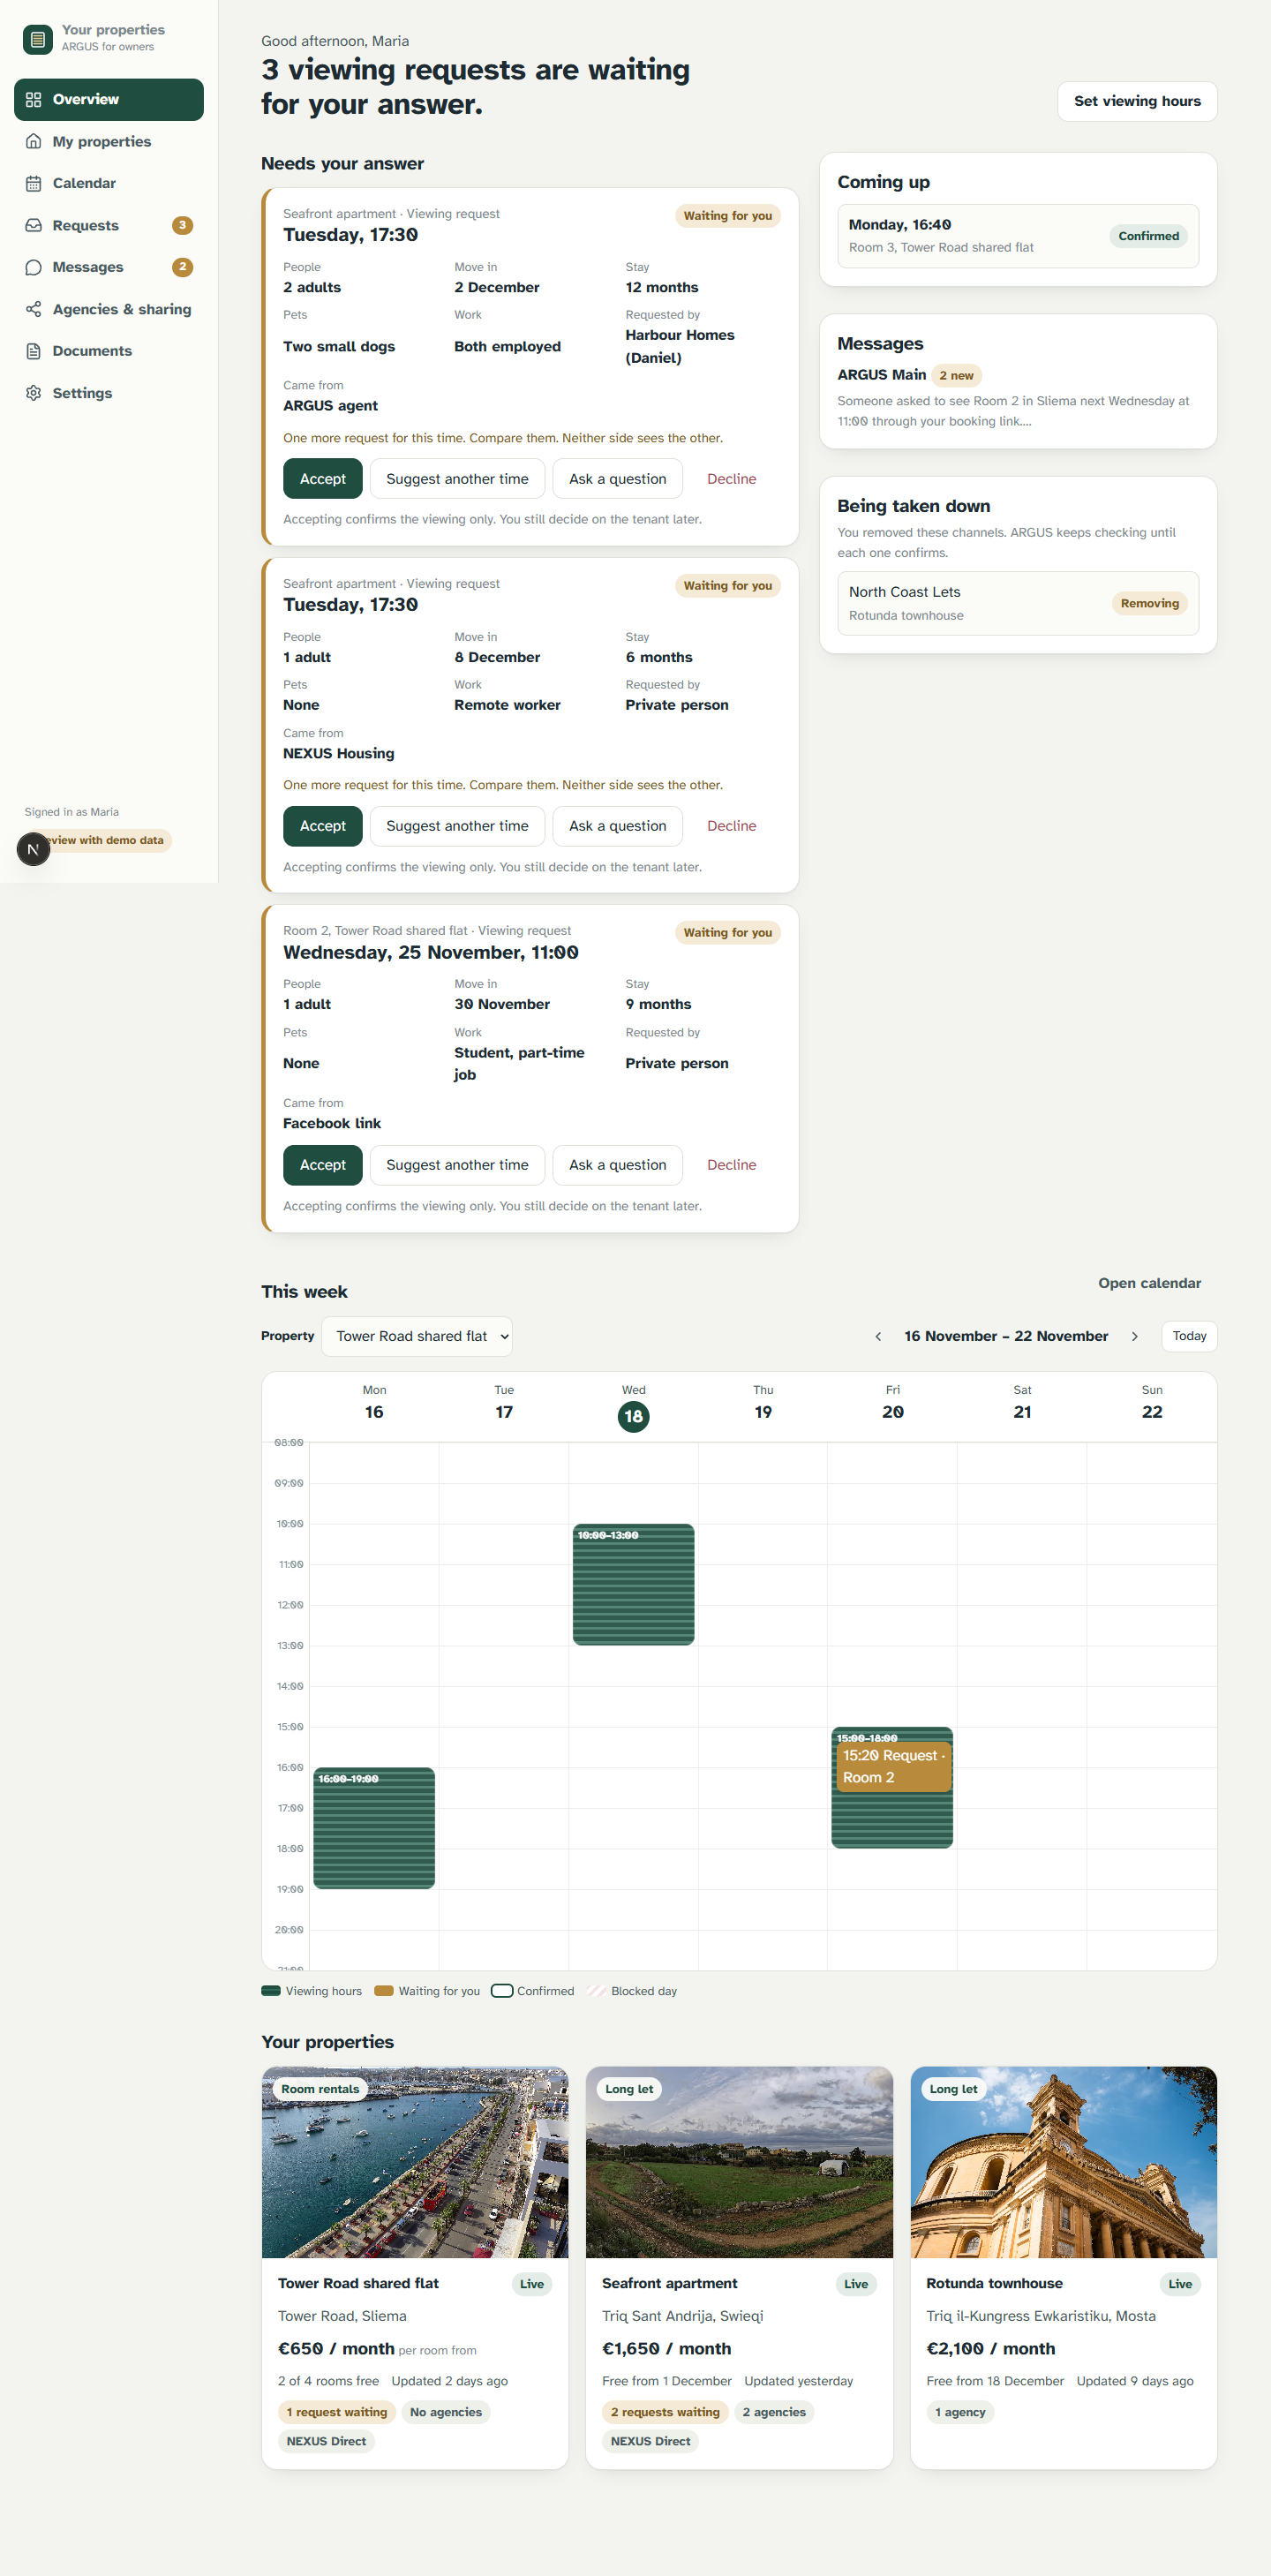 Your properties
ARGUS for owners
Overview
My properties
Calendar
Requests 3
Messages 2
Agencies & sharing
Documents
Settings
Signed in as Maria
view with demo data
N
Good afternoon, Maria
3 viewing requests are waiting
for your answer.
Set viewing hours
Needs your answer
Seafront apartment · Viewing request
Waiting for you
Tuesday, 17:30
People Move in Stay
2 adults 2 December 12 months
Pets Work Requested by
Two small dogs Both employed Harbour Homes
(Daniel)
Came from
ARGUS agent
One more request for this time. Compare them. Neither side sees the other.
Accept Suggest another time Ask a question Decline
Accepting confirms the viewing only. You still decide on the tenant later.
Seafront apartment · Viewing request
Waiting for you
Tuesday, 17:30
People Move in Stay
1 adult 8 December 6 months
Pets Work Requested by
None Remote worker Private person
Came from
NEXUS Housing
One more request for this time. Compare them. Neither side sees the other.
Accept Suggest another time Ask a question Decline
Accepting confirms the viewing only. You still decide on the tenant later.
Room 2, Tower Road shared flat · Viewing request
Waiting for you
Wednesday, 25 November, 11:00
People Move in Stay
1 adult 30 November 9 months
Pets Work Requested by
None Student, part-time Private person
job
Came from
Facebook link
Accept Suggest another time Ask a question Decline
Accepting confirms the viewing only. You still decide on the tenant later.
Coming up
Monday, 16:40
Room 3, Tower Road shared flat
Confirmed
Messages
ARGUS Main 2 new
Someone asked to see Room 2 in Sliema next Wednesday at
11:00 through your booking link....
Being taken down
You removed these channels. ARGUS keeps checking until
each one confirms.
North Coast Lets
Rotunda townhouse
Removing
This week
Open calendar
Property Tower Road shared flat
16 November – 22 November
Today
Mon Tue Wed Thu Fri Sat Sun
16 17 18 19 20 21 22
08:00
09:00
10:00
10:00–13:00
11:00
12:00
13:00
14:00
15:00
15:00–18:00
15:20 Request ·
Room 2
16:00
16:00–19:00
17:00
18:00
19:00
20:00
21:00
Viewing hours Waiting for you Confirmed Blocked day
Your properties
Room rentals
Tower Road shared flat
Live
Tower Road, Sliema
€650 / month per room from
2 of 4 rooms free Updated 2 days ago
1 request waiting No agencies
NEXUS Direct
Long let
Seafront apartment
Live
Triq Sant Andrija, Swieqi
€1,650 / month
Free from 1 December Updated yesterday
2 requests waiting 2 agencies
NEXUS Direct
Long let
Rotunda townhouse
Live
Triq il-Kungress Ewkaristiku, Mosta
€2,100 / month
Free from 18 December Updated 9 days ago
1 agency